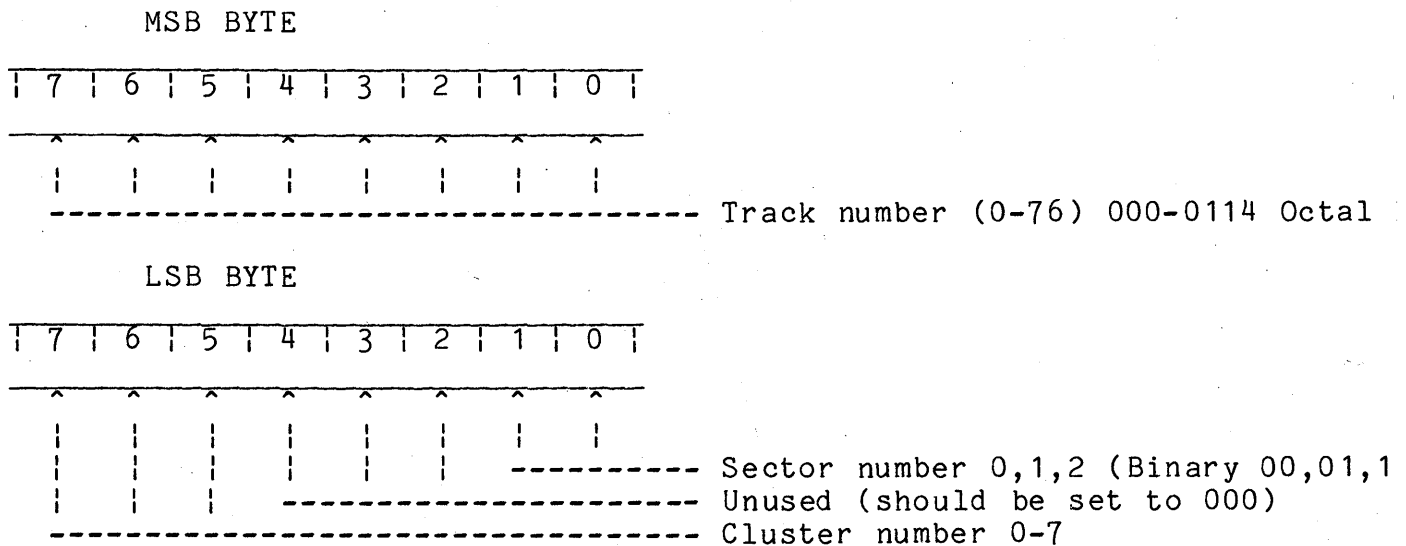 MSB BYTE
¦ 7 ¦ 6 ¦ 5 ¦ 4 ¦ 3 ¦ 2 ¦ 1 ¦ 0 ¦
^ ^ ^ ^ ^ ^ ^ ^
¦ ¦ ¦ ¦ ¦ ¦ ¦ ¦
---------------------------------- Track number (0-76) 000-0114 Octal
LSB BYTE
¦ 7 ¦ 6 ¦ 5 ¦ 4 ¦ 3 ¦ 2 ¦ 1 ¦ 0 ¦
^ ^ ^ ^ ^ ^ ^ ^
¦ ¦ ¦ ¦ ¦ ¦ ¦ ¦
¦ ¦ ¦ ¦ ¦ ¦ ---------- Sector number 0,1,2 (Binary 00,01,1
¦ ¦ ¦ ---------------------- Unused (should be set to 000)
---------------------------------- Cluster number 0-7